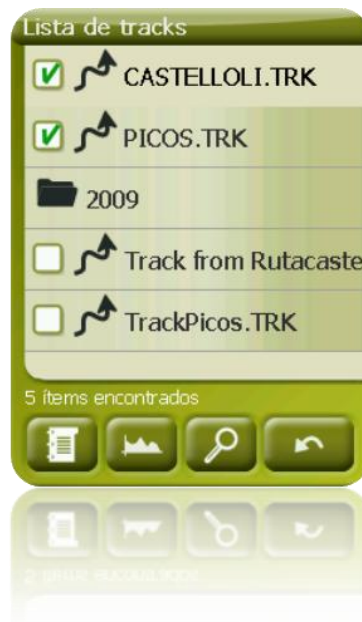 Lista de tracks
CASTELLOLI.TRK
PICOS.TRK
2009
Track from Rutacaste
TrackPicos.TRK
5 ítems encontrados